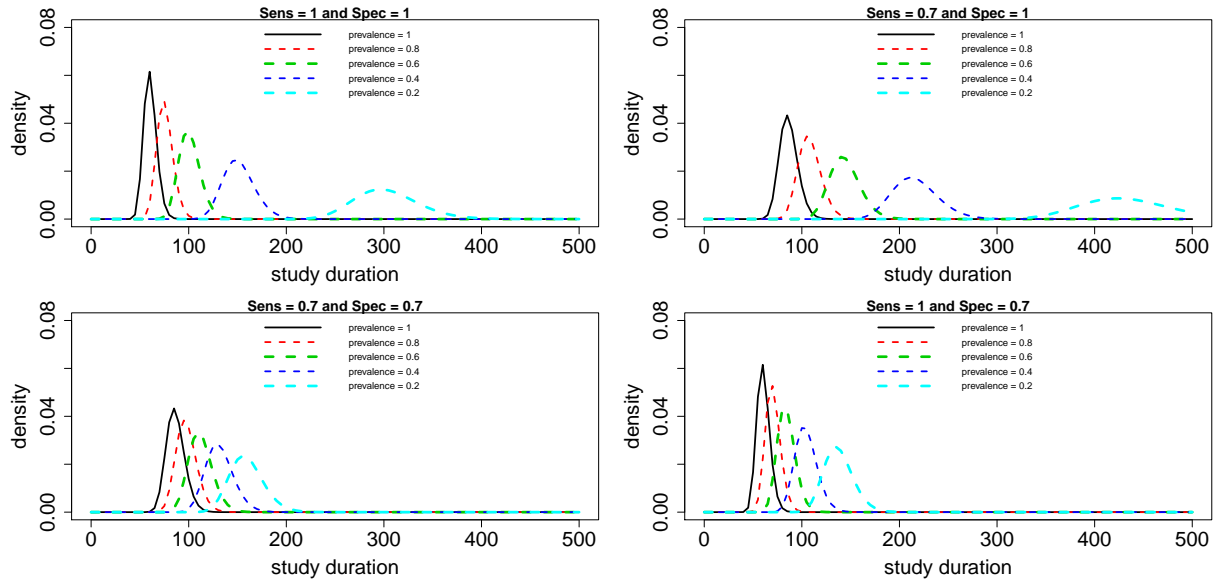 Sens = 1 and Spec = 1
density
0.00 0.04 0.08
prevalence = 1
prevalence = 0.8
prevalence = 0.6
prevalence = 0.4
prevalence = 0.2
0 100 200 300 400 500
study duration
Sens = 0.7 and Spec = 1
density
0.00 0.04 0.08
prevalence = 1
prevalence = 0.8
prevalence = 0.6
prevalence = 0.4
prevalence = 0.2
0 100 200 300 400 500
study duration
Sens = 0.7 and Spec = 0.7
density
0.00 0.04 0.08
prevalence = 1
prevalence = 0.8
prevalence = 0.6
prevalence = 0.4
prevalence = 0.2
0 100 200 300 400 500
study duration
Sens = 1 and Spec = 0.7
density
0.00 0.04 0.08
prevalence = 1
prevalence = 0.8
prevalence = 0.6
prevalence = 0.4
prevalence = 0.2
0 100 200 300 400 500
study duration